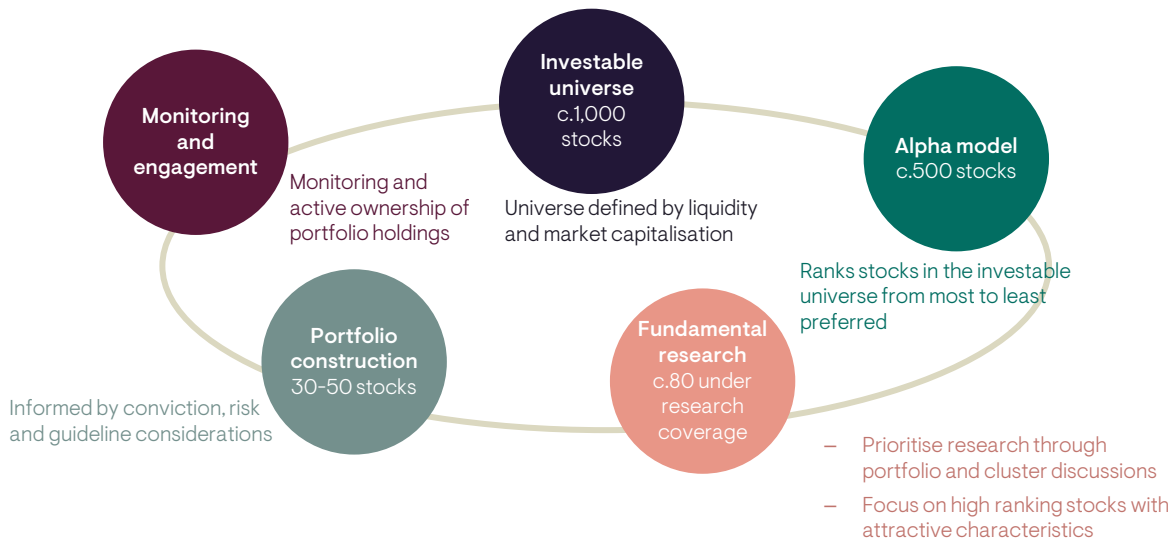 Monitoring
and
engagement
Monitoring and
active ownership of
portfolio holdings
Investable
universe
c.1,000
stocks
Universe defined by liquidity
and market capitalisation
Alpha model
c.500 stocks
Ranks stocks in the investable
universe from most to least
preferred
Fundamental
research
c.80 under
research
coverage
– Prioritise research through
portfolio and cluster discussions
– Focus on high ranking stocks with
attractive characteristics
Portfolio
construction
30-50 stocks
Informed by conviction, risk
and guideline considerations